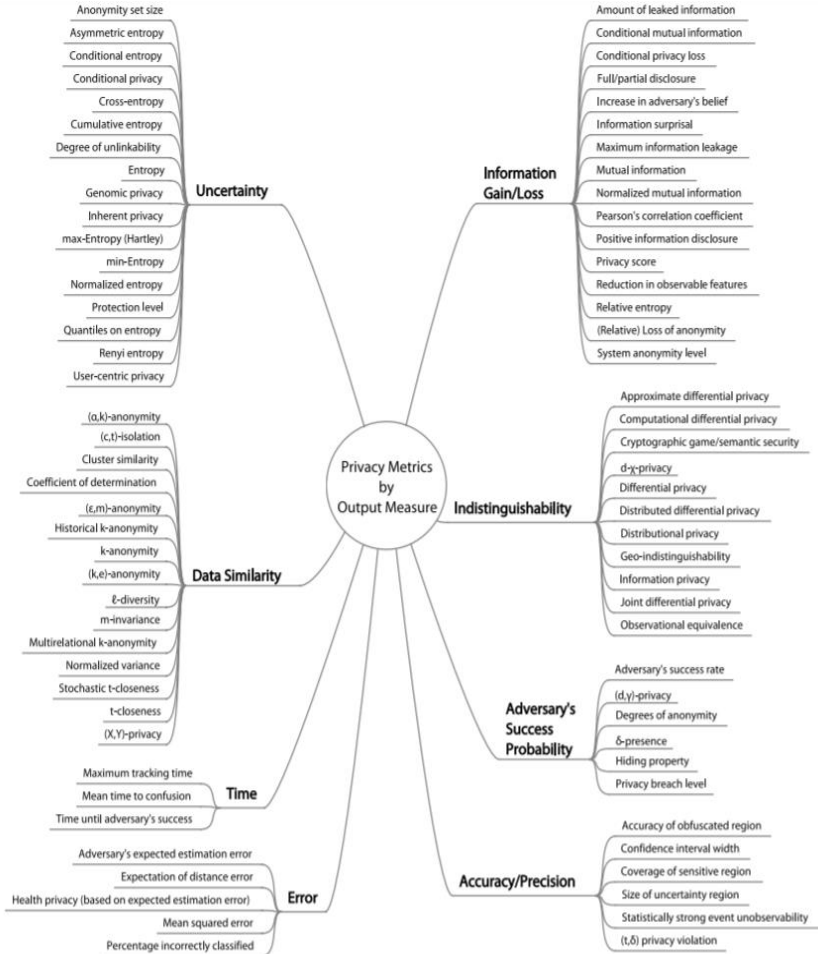 Anonymity set size
Asymmetric entropy
Conditional entropy
Conditional privacy
Cross-entropy
Cumulative entropy
Degree of unlinkability
Entropy
Genomic privacy
Inherent privacy
max-Entropy (Hartley)
min-Entropy
Normalized entropy
Protection level
Quantiles on entropy
Renyi entropy
User-centric privacy
Uncertainty
(α,k)-anonymity
(c,t)-isolation
Cluster similarity
Coefficient of determination
(ε,m)-anonymity
Historical k-anonymity
k-anonymity
(k,e)-anonymity
ℓ-diversity
m-invariance
Multirelational k-anonymity
Normalized variance
Stochastic t-closeness
t-closeness
(X,Y)-privacy
Data Similarity
Maximum tracking time
Mean time to confusion
Time until adversary's success
Time
Adversary's expected estimation error
Expectation of distance error
Health privacy (based on expected estimation error)
Mean squared error
Percentage incorrectly classified
Error
Privacy Metrics
by
Output Measure
Information
Gain/Loss
Amount of leaked information
Conditional mutual information
Conditional privacy loss
Full/partial disclosure
Increase in adversary's belief
Information surprisal
Maximum information leakage
Mutual information
Normalized mutual information
Pearson's correlation coefficient
Positive information disclosure
Privacy score
Reduction in observable features
Relative entropy
(Relative) Loss of anonymity
System anonymity level
Indistinguishability
Approximate differential privacy
Computational differential privacy
Cryptographic game/semantic security
d-χ-privacy
Differential privacy
Distributed differential privacy
Distributional privacy
Geo-indistinguishability
Information privacy
Joint differential privacy
Observational equivalence
Adversary's
Success
Probability
Adversary's success rate
(d,γ)-privacy
Degrees of anonymity
δ-presence
Hiding property
Privacy breach level
Accuracy/Precision
Accuracy of obfuscated region
Confidence interval width
Coverage of sensitive region
Size of uncertainty region
Statistically strong event unobservability
(t,δ) privacy violation